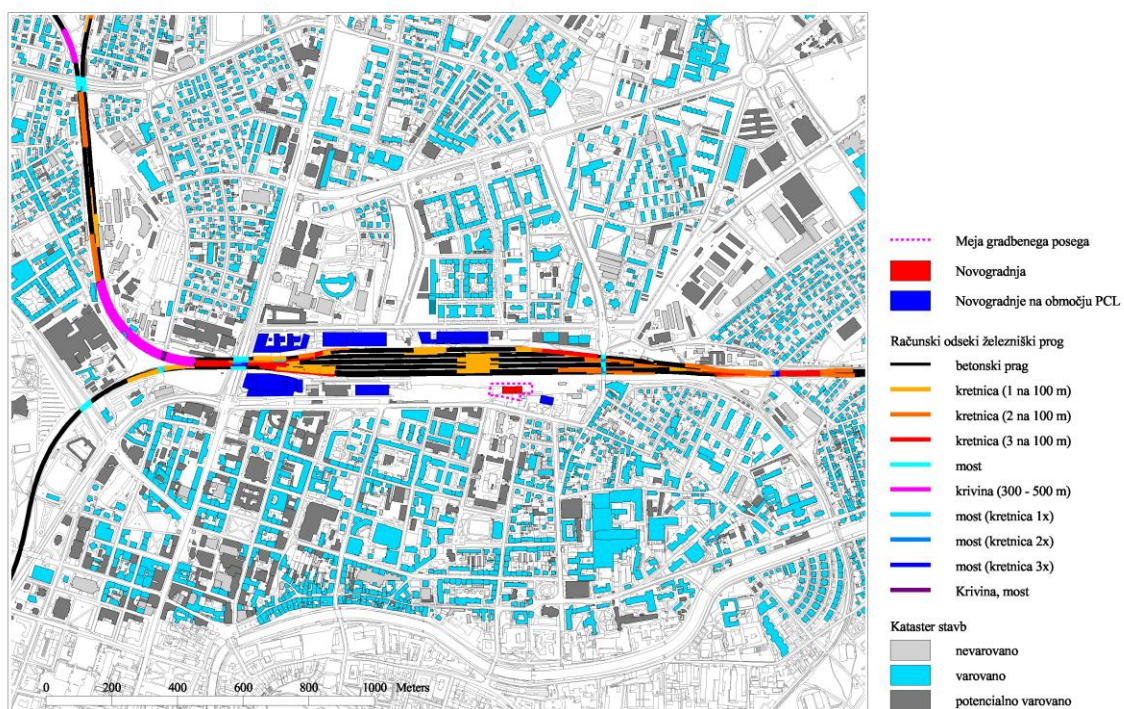 Meja gradbenega posega
Novogradnja
Novogradnje na območju PCL
Računski odseki železniški prog
betonski prag
kretnica (1 na 100 m)
kretnica (2 na 100 m)
kretnica (3 na 100 m)
most
krivina (300 - 500 m)
most (kretnica 1x)
most (kretnica 2x)
most (kretnica 3x)
Krivina, most
Kataster stavb
nevarovano
varovano
potencialno varovano
0 200 400 600 800 1000 Meters